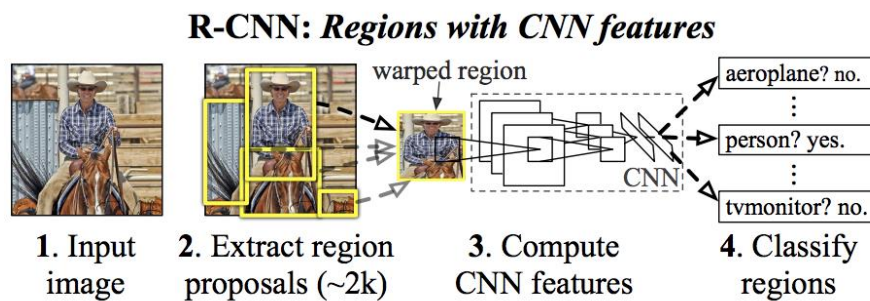 R-CNN: Regions with CNN features
warped region
aeroplane? no.
person? yes.
tvmonitor? no.
CNN
1. Input
image
2. Extract region
proposals (~2k)
3. Compute
CNN features
4. Classify
regions